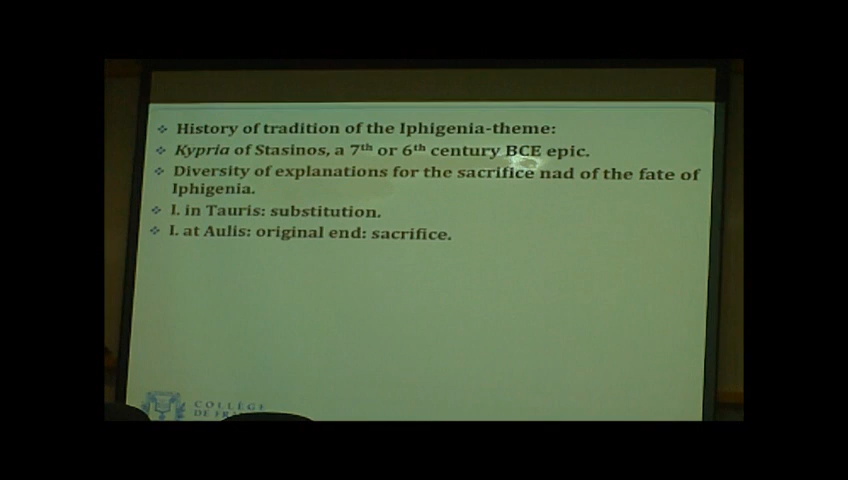 ❖ History of tradition of the Iphigenia-theme:
❖ Kypria of Stasinos, a 7th or 6th century BCE epic.
❖ Diversity of explanations for the sacrifice nad of the fate of
Iphigenia.
❖ I. in Tauris: substitution.
❖ I. at Aulis: original end: sacrifice.
COLLÈGE
DE